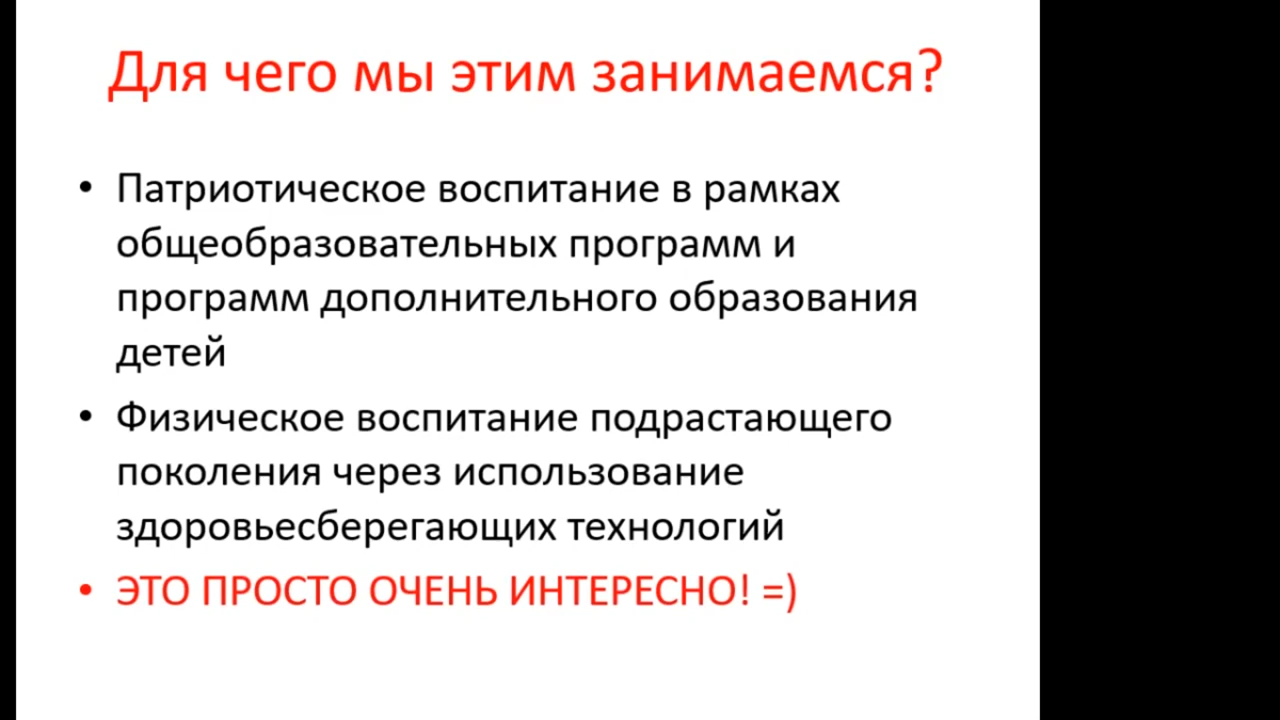 Для чего мы этим занимаемся?
• Патриотическое воспитание в рамках
общеобразовательных программ и
программ дополнительного образования
детей
• Физическое воспитание подрастающего
поколения через использование
здоровьесберегающих технологий
• ЭТО ПРОСТО ОЧЕНЬ ИНТЕРЕСНО! =)